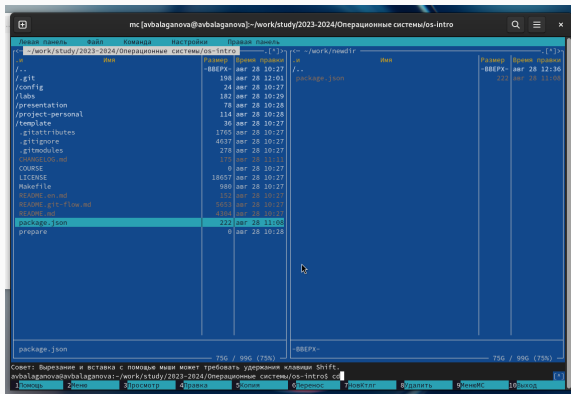 mc [avbalaganova@avbalaganova]:~/work/study/2023-2024/Операционные системы/os-intro
Левая панель Файл Команда Настройки Правая панель
<─ ~/work/study/2023-2024/Операционные системы/os-intro ─.[^]>
.и Имя Размер Время правки
/.. -ВВЕРХ- авг 28 10:27
/.git 198 авг 28 12:01
/config 24 авг 28 10:27
/labs 182 авг 28 10:29
/presentation 78 авг 28 10:28
/project-personal 114 авг 28 10:28
/template 36 авг 28 10:27
.gitattributes 1765 авг 28 10:27
.gitignore 4637 авг 28 10:27
.gitmodules 278 авг 28 10:27
CHANGELOG.md 175 авг 28 11:11
COURSE 0 авг 28 10:27
LICENSE 18657 авг 28 10:27
Makefile 980 авг 28 10:27
README.en.md 152 авг 28 10:27
README.git-flow.md 5653 авг 28 10:27
README.md 4384 авг 28 10:27
package.json 222 авг 28 11:08
prepare 0 авг 28 10:28
package.json
75G / 99G (75%)
<─ ~/work/newdir ─.[^]>
.и Имя Размер Время правки
/.. -ВВЕРХ- авг 28 12:36
package.json 222 авг 28 11:08
-ВВЕРХ-
75G / 99G (75%)
Совет: Вырезание и вставка с помощью мыши может требовать удержания клавиши Shift.
avbalaganova@avbalaganova:~/work/study/2023-2024/Операционные системы/os-intro$ cd [^]
1Помощь 2Меню 3Просмотр 4Правка 5Копия 6Перенос 7НовКтлг 8Удалить 9МенюМС 10Выход